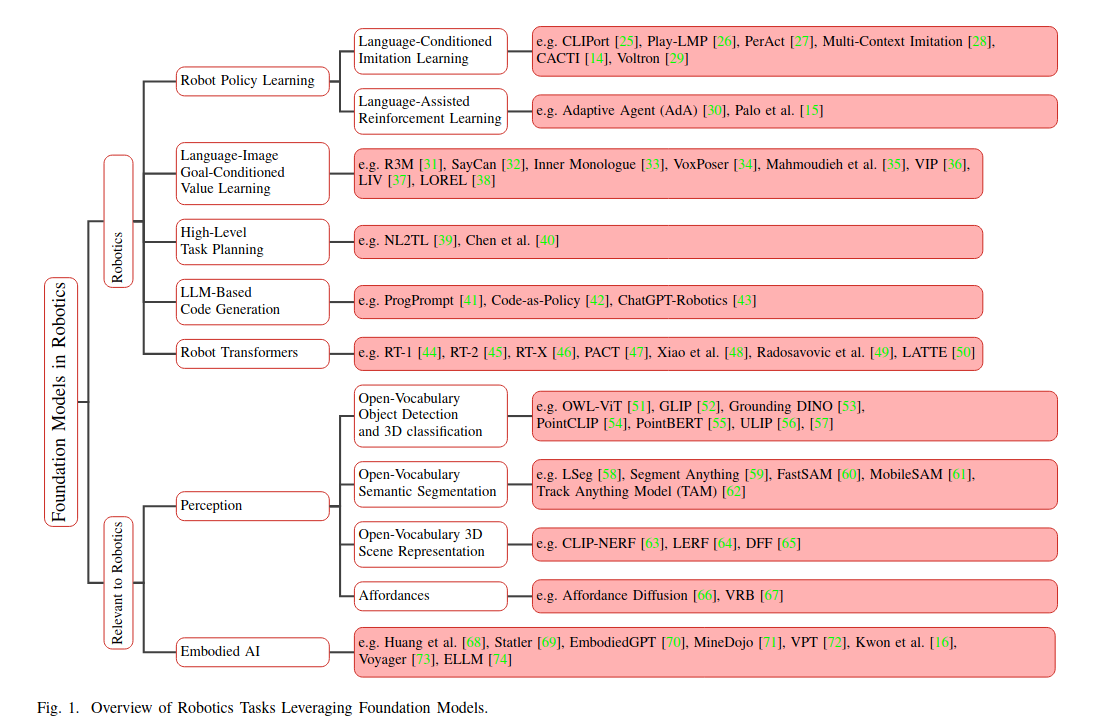 Foundation Models in Robotics
Robotics
Robot Policy Learning
Language-Conditioned
Imitation Learning
e.g. CLIPort [25], Play-LMP [26], PerAct [27], Multi-Context Imitation [28],
CACTI [14], Voltron [29]
Language-Assisted
Reinforcement Learning
e.g. Adaptive Agent (AdA) [30], Palo et al. [15]
Language-Image
Goal-Conditioned
Value Learning
e.g. R3M [31], SayCan [32], Inner Monologue [33], VoxPoser [34], Mahmoudieh et al. [35], VIP [36],
LIV [37], LOREL [38]
High-Level
Task Planning
e.g. NL2TL [39], Chen et al. [40]
LLM-Based
Code Generation
e.g. ProgPrompt [41], Code-as-Policy [42], ChatGPT-Robotics [43]
Robot Transformers
e.g. RT-1 [44], RT-2 [45], RT-X [46], PACT [47], Xiao et al. [48], Radosavovic et al. [49], LATTE [50]
Relevant to Robotics
Perception
Open-Vocabulary
Object Detection
and 3D classification
e.g. OWL-ViT [51], GLIP [52], Grounding DINO [53],
PointCLIP [54], PointBERT [55], ULIP [56], [57]
Open-Vocabulary
Semantic Segmentation
e.g. LSeg [58], Segment Anything [59], FastSAM [60], MobileSAM [61],
Track Anything Model (TAM) [62]
Open-Vocabulary 3D
Scene Representation
e.g. CLIP-NERF [63], LERF [64], DFF [65]
Affordances
e.g. Affordance Diffusion [66], VRB [67]
Embodied AI
e.g. Huang et al. [68], Statler [69], EmbodiedGPT [70], MineDojo [71], VPT [72], Kwon et al. [16],
Voyager [73], ELLM [74]
Fig. 1. Overview of Robotics Tasks Leveraging Foundation Models.